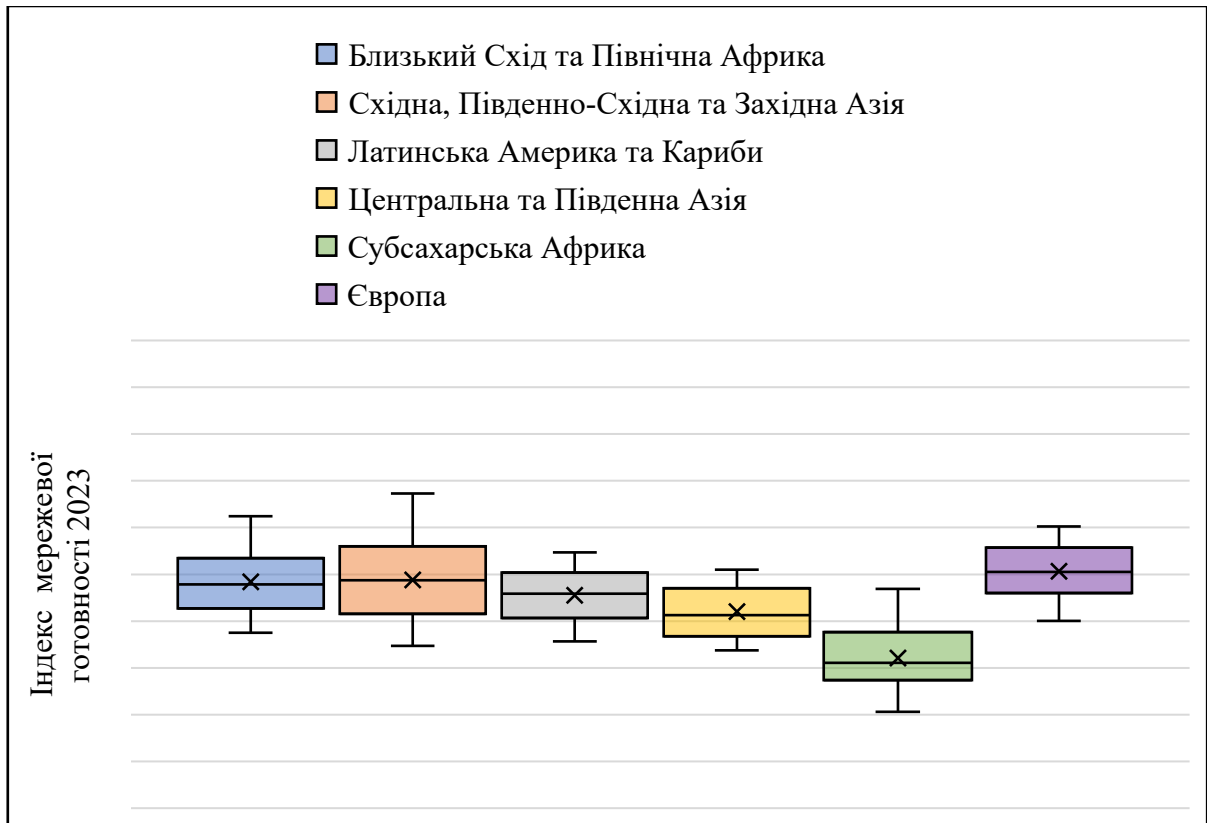 Близький Схід та Північна Африка
Східна, Південно-Східна та Західна Азія
Латинська Америка та Кариби
Центральна та Південна Азія
Субсахарська Африка
Європа
Індекс мережевої
готовності 2023